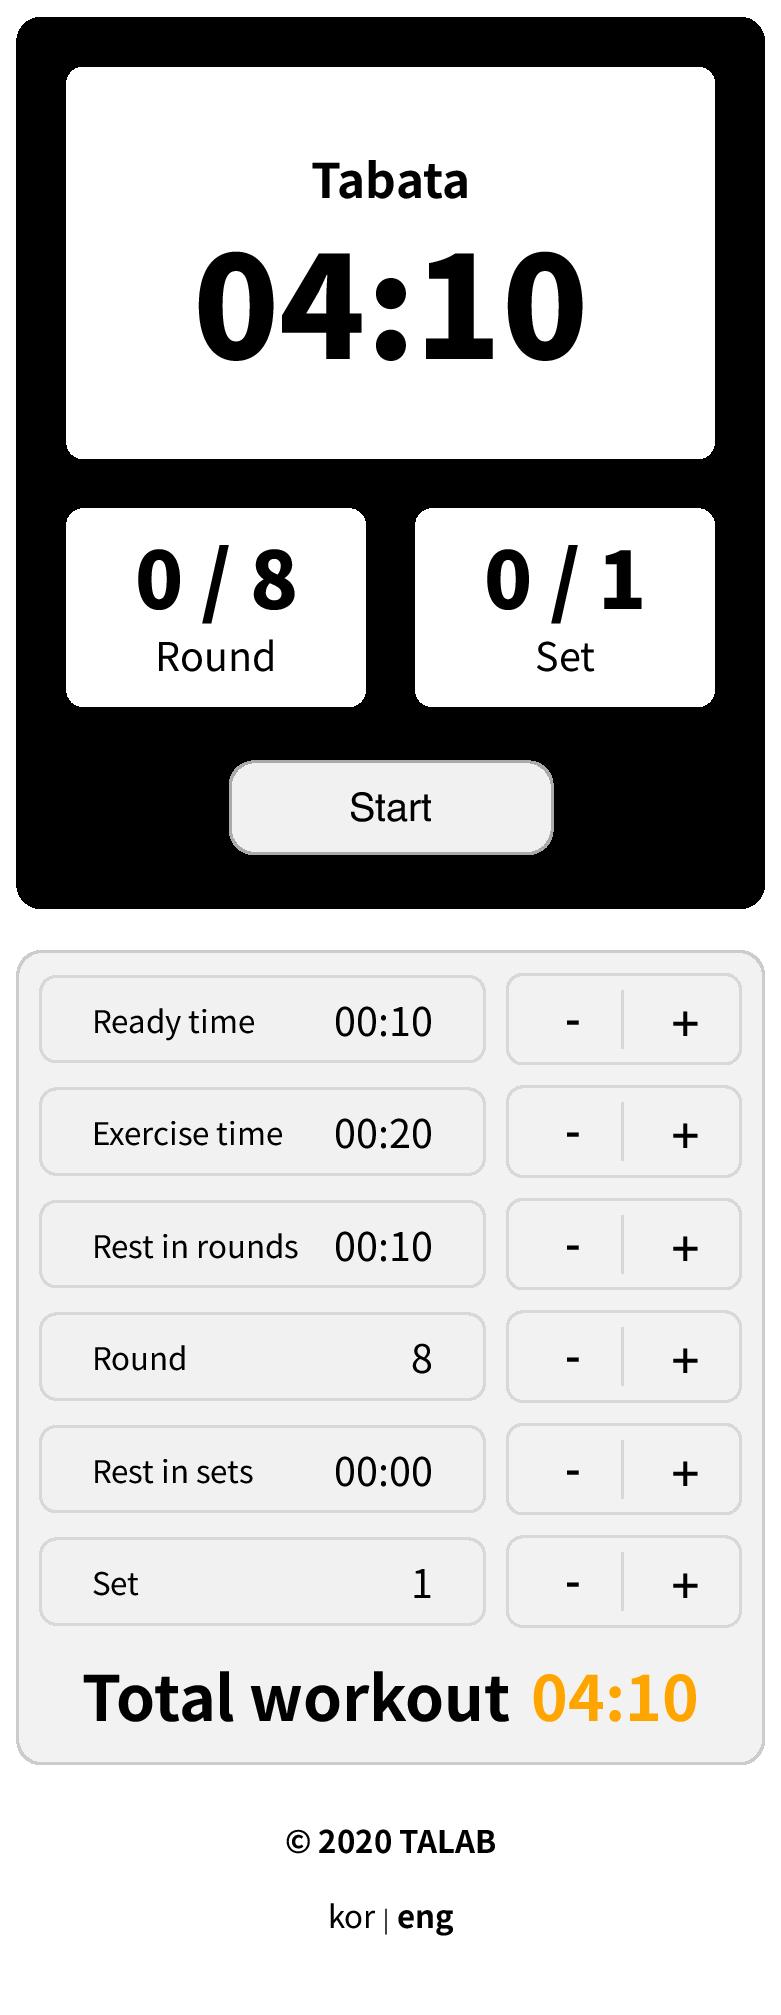 Tabata
04:10
0 / 8
Round
0 / 1
Set
Start
Ready time 00:10 - +
Exercise time 00:20 - +
Rest in rounds 00:10 - +
Round 8 - +
Rest in sets 00:00 - +
Set 1 - +
Total workout 04:10
© 2020 TALAB
kor | eng